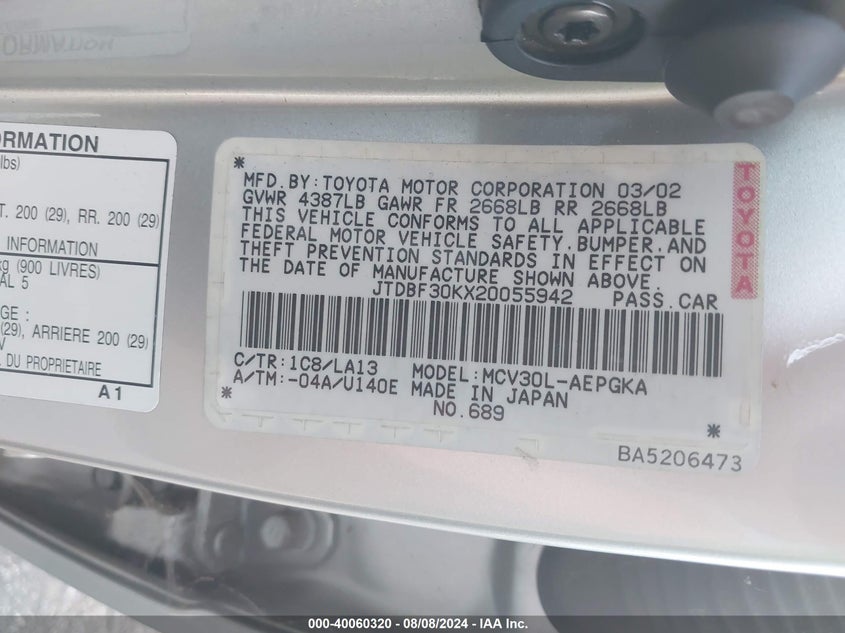 ORMATION
ORMATION
lbs)
T. 200 (29), RR. 200 (29)
INFORMATION
kg (900 LIVRES)
AL 5
GE :
(29), ARRIERE 200 (29)
V
DU PROPRIETAIRE
A1
MFD.BY:TOYOTA MOTOR CORPORATION 03/02
GVWR 4387LB GAWR FR 2668LB RR 2668LB
THIS VEHICLE CONFORMS TO ALL APPLICABLE
FEDERAL MOTOR VEHICLE SAFETY,BUMPER,AND
THEFT PREVENTION STANDARDS IN EFFECT ON
THE DATE OF MANUFACTURE SHOWN ABOVE.
JTDBF30KX20055942 PASS.CAR
C/TR:1C8/LA13 MODEL:MCV30L-AEPGKA
A/TM:-04A/U140E MADE IN JAPAN
NO.689
BA5206473
TOYOTA
000-40060320 - 08/08/2024 - IAA Inc.